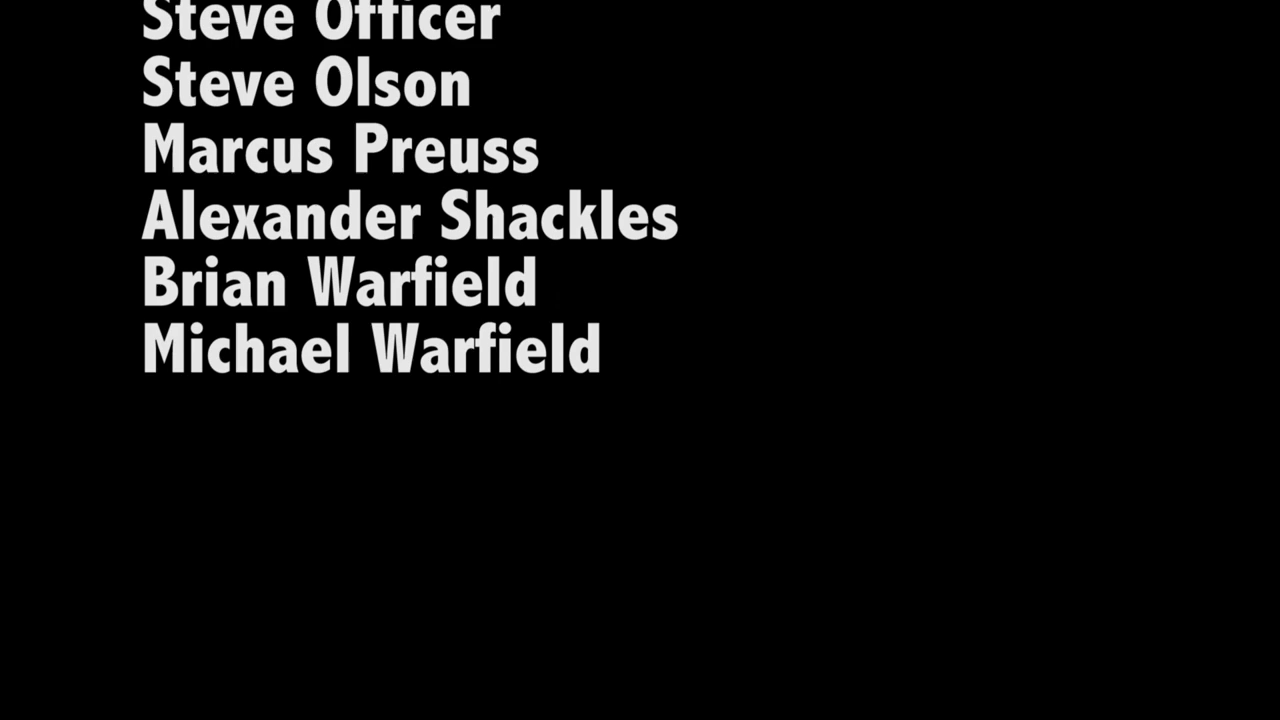 Steve Officer
Steve Olson
Marcus Preuss
Alexander Shackles
Brian Warfield
Michael Warfield